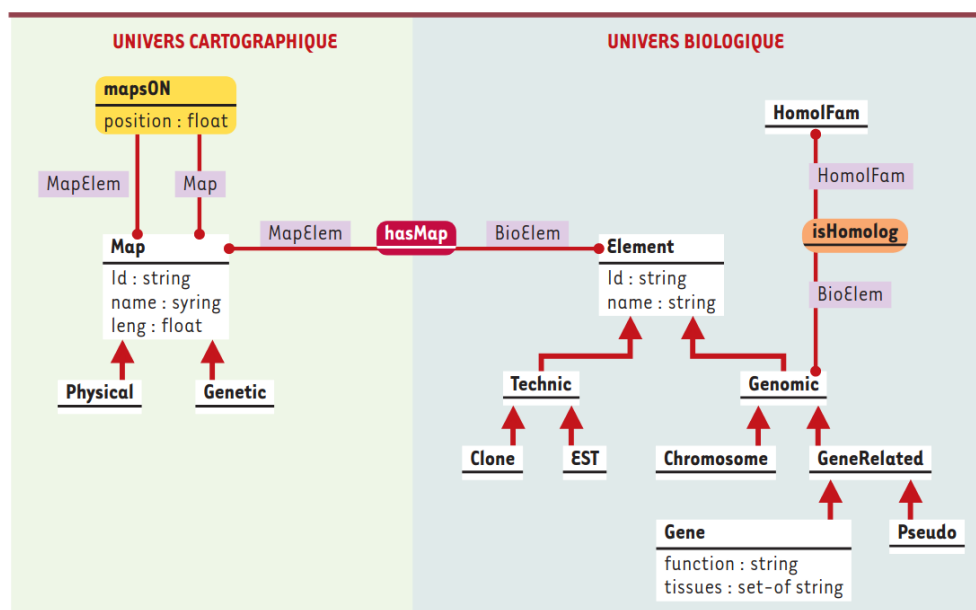 UNIVERS CARTOGRAPHIQUE
UNIVERS BIOLOGIQUE
mapsON
position : float
HomolFam
MapElem
Map
HomolFam
MapElem
hasMap
BioElem
isHomolog
Map
Id : string
name : syring
leng : float
Element
Id : string
name : string
BioElem
Physical
Genetic
Technic
Genomic
Clone
EST
Chromosome
GeneRelated
Gene
function : string
tissues : set-of string
Pseudo